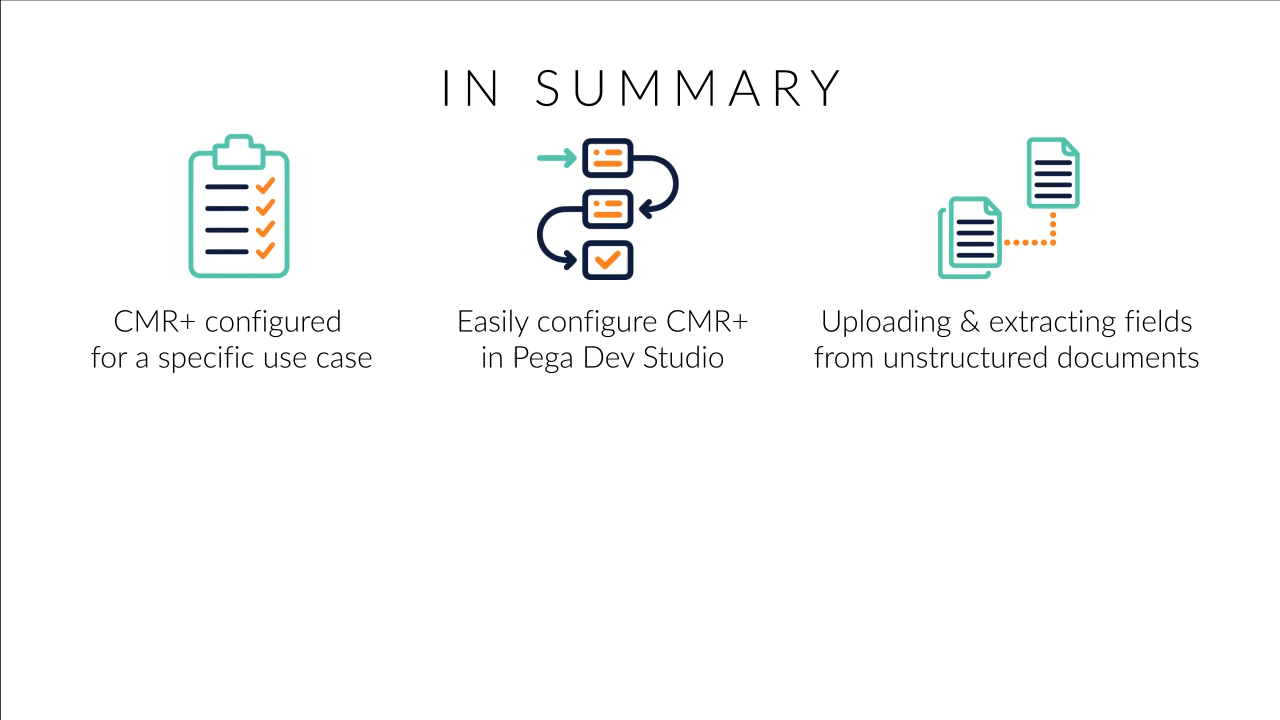 IN SUMMARY
CMR+ configured
for a specific use case
Easily configure CMR+
in Pega Dev Studio
Uploading & extracting fields
from unstructured documents